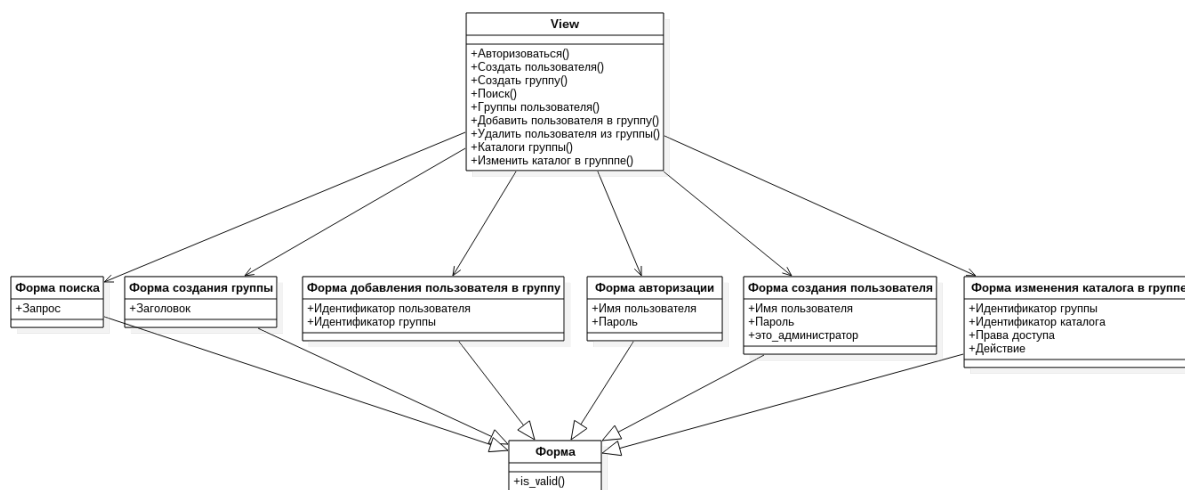 View
+Авторизоваться()
+Создать пользователя()
+Создать группу()
+Поиск()
+Группы пользователя()
+Добавить пользователя в группу()
+Удалить пользователя из группы()
+Каталоги группы()
+Изменить каталог в групппе()
Форма поиска
+Запрос
Форма создания группы
+Заголовок
Форма добавления пользователя в группу
+Идентификатор пользователя
+Идентификатор группы
Форма авторизации
+Имя пользователя
+Пароль
Форма создания пользователя
+Имя пользователя
+Пароль
+это_администратор
Форма изменения каталога в группе
+Идентификатор группы
+Идентификатор каталога
+Права доступа
+Действие
Форма
+is_valid()